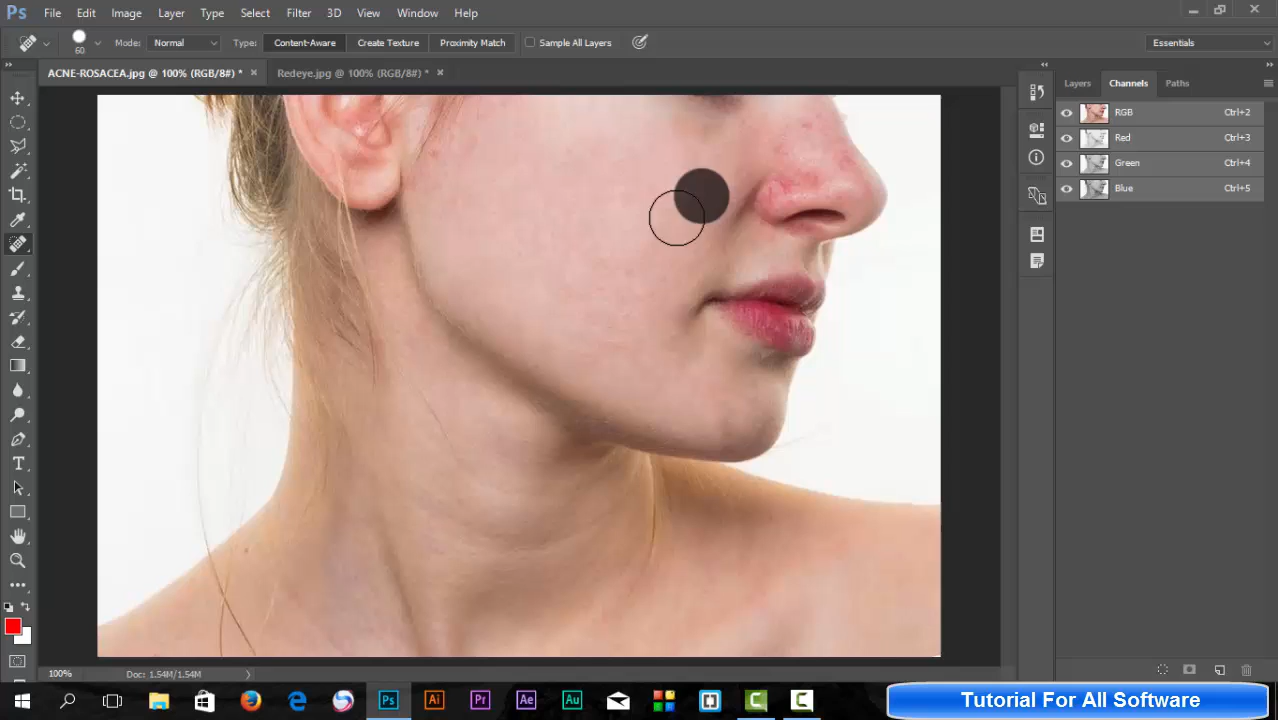 Ps File Edit Image Layer Type Select Filter 3D View Window Help
60 Mode: Normal Type: Content-Aware Create Texture Proximity Match Sample All Layers Essentials
ACNE-ROSACEA.jpg @ 100% (RGB/8#) * Redeye.jpg @ 100% (RGB/8#) *
Layers Channels Paths
RGB Ctrl+2
Red Ctrl+3
Green Ctrl+4
Blue Ctrl+5
T
100% Doc: 1.54M/1.54M
Ps Ai Pr Ae Au
Tutorial For All Software